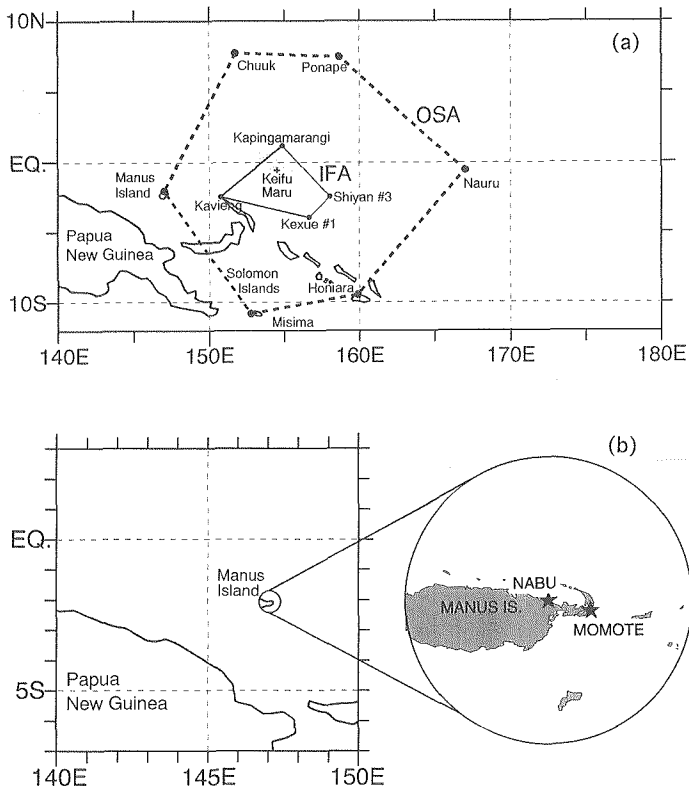 10N
(a)
Chuuk
Ponape
OSA
Kapingamarangi
EQ.
IFA
Keifu
Maru
Manus
Island
Nauru
Shiyan #3
Kavieng
Kexue #1
Papua
New Guinea
Solomon
Islands
Honiara
10S
Misima
140E
150E
160E
170E
180E
(b)
EQ.
Manus
Island
NABU
MANUS IS.
MOMOTE
5S
Papua
New Guinea
140E
145E
150E